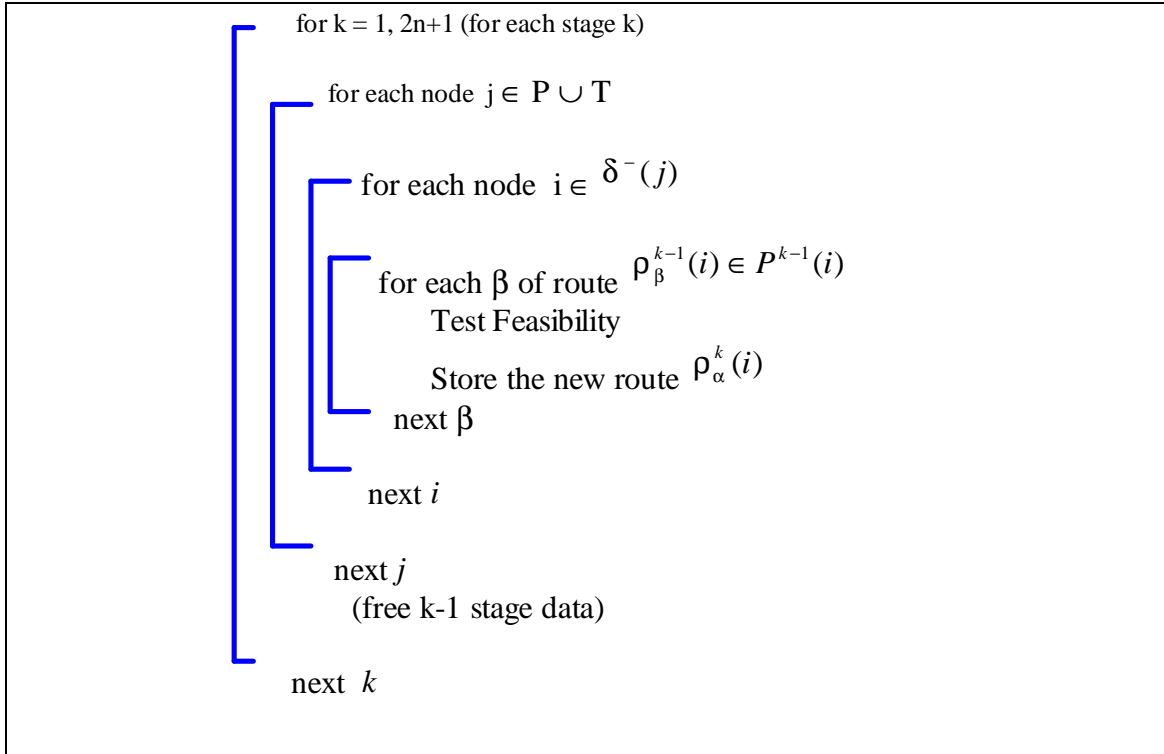 for k = 1, 2n+1 (for each stage k)
for each node j ∈ P ∪ T
for each node i ∈ δ⁻(j)
for each β of route ρ_β^{k−1}(i) ∈ P^{k−1}(i)
Test Feasibility
Store the new route ρ_α^k(i)
next β
next i
next j
(free k-1 stage data)
next k